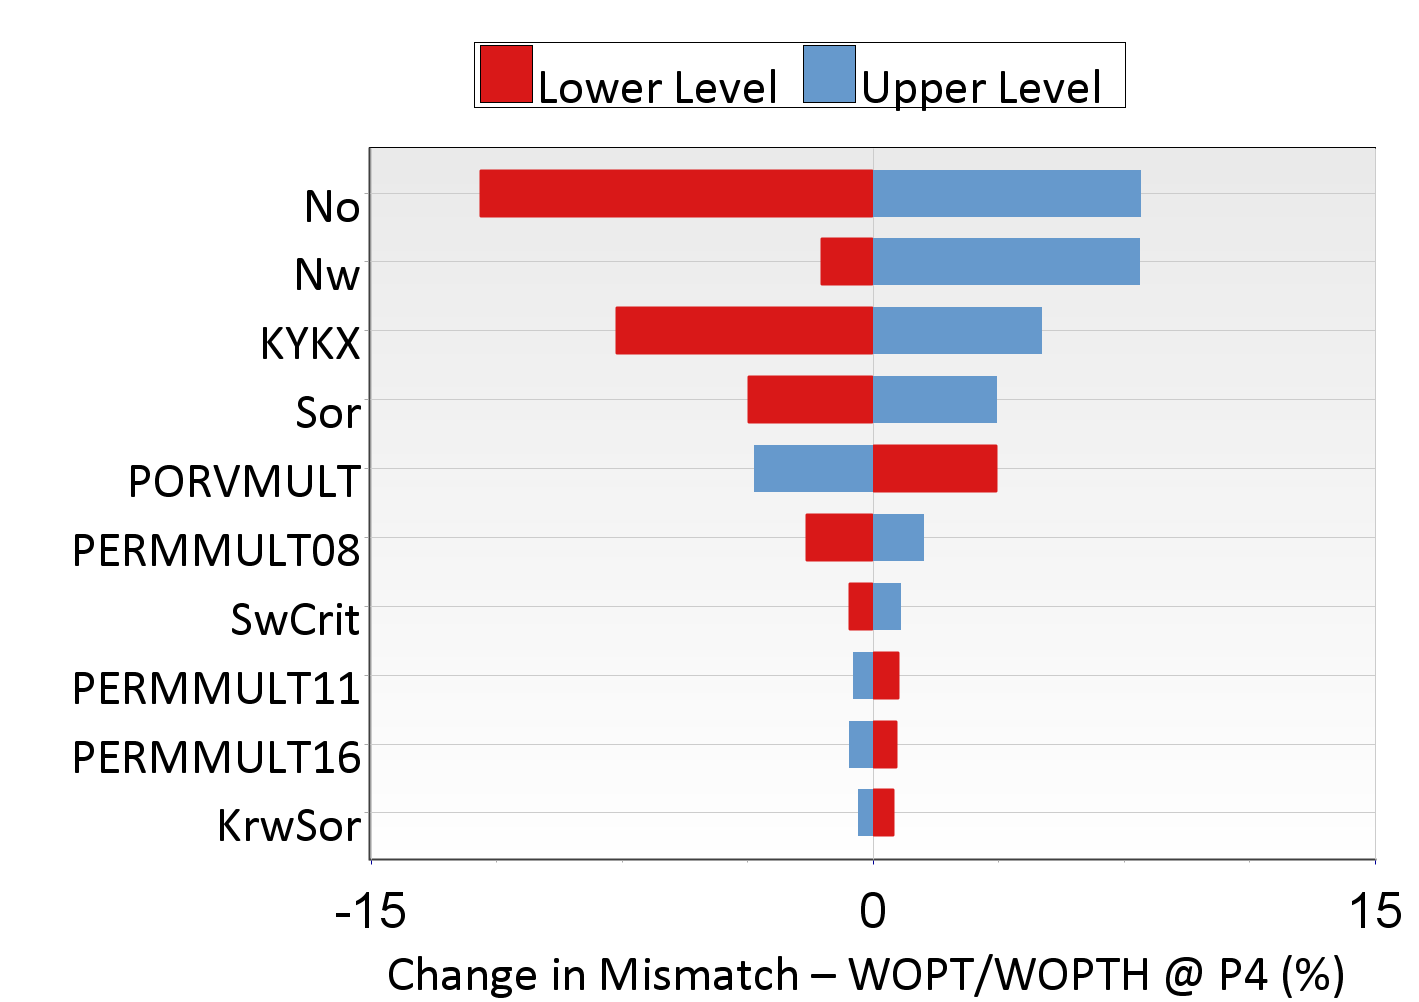 Lower Level Upper Level
No
Nw
KYKX
Sor
PORVMULT
PERMMULT08
SwCrit
PERMMULT11
PERMMULT16
KrwSor
-15 0 15
Change in Mismatch – WOPT/WOPTH @ P4 (%)